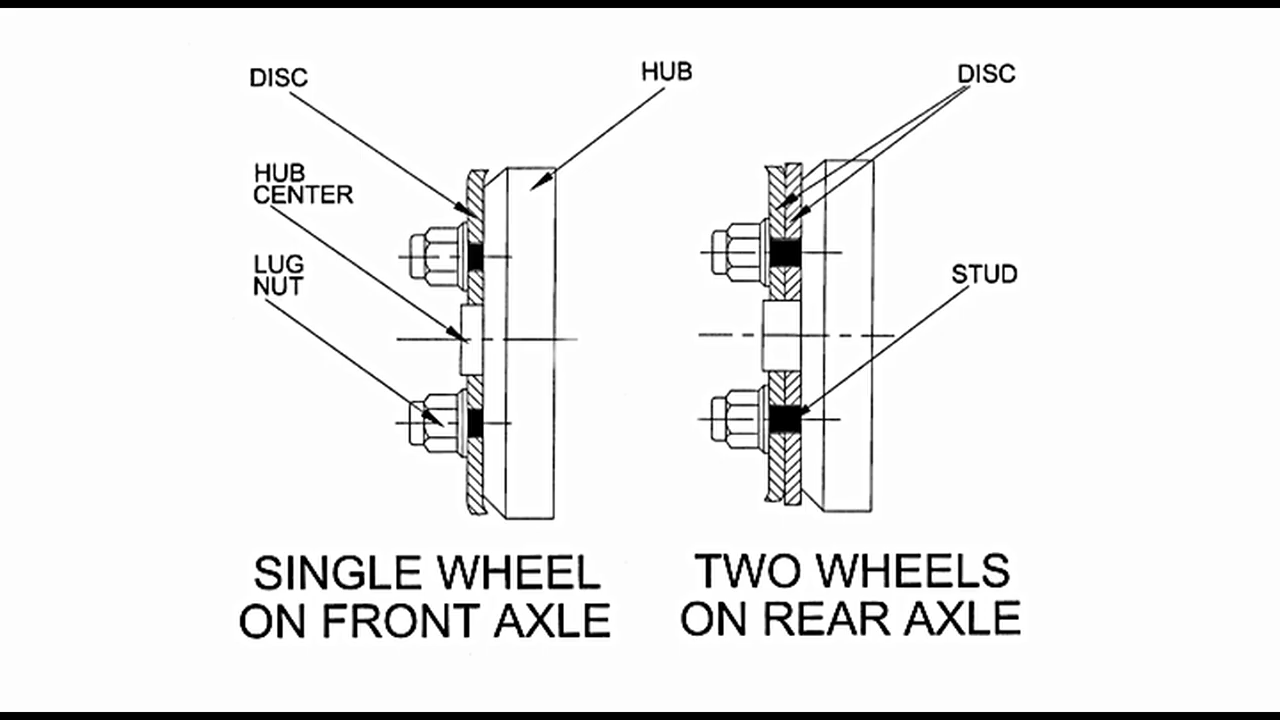 DISC
HUB
DISC
HUB
CENTER
LUG
NUT
STUD
SINGLE WHEEL
ON FRONT AXLE
TWO WHEELS
ON REAR AXLE